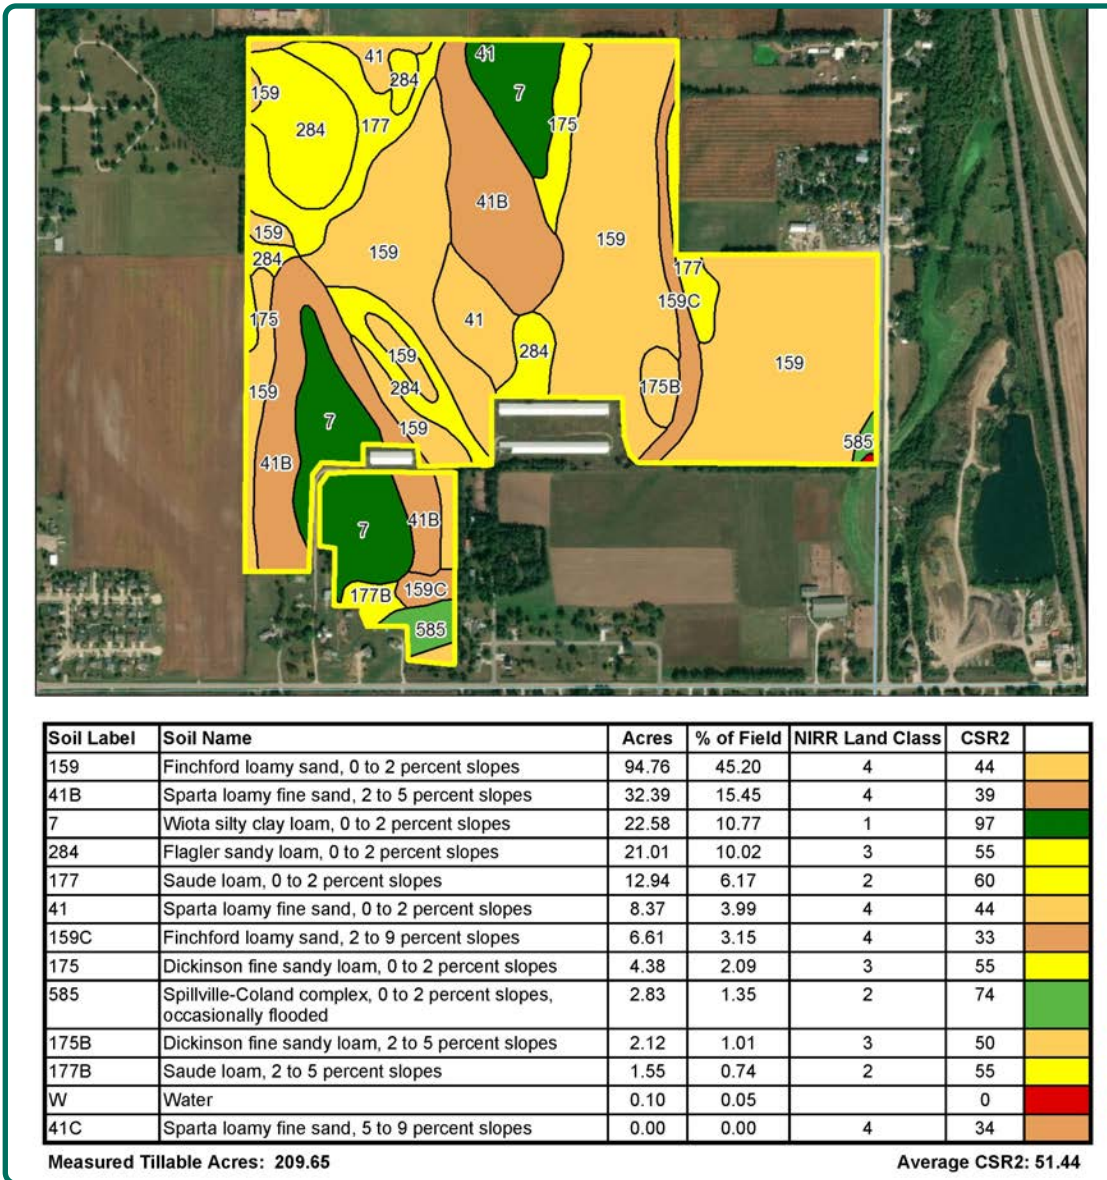 41
41
284
7
159
284
177
175
41B
159
159
159
284
177
159C
175
41
159
284
159
175B
284
159
7
159
585
41B
7
41B
177B
159C
585
Soil Label Soil Name Acres % of Field NIRR Land Class CSR2
159 Finchford loamy sand, 0 to 2 percent slopes 94.76 45.20 4 44
41B Sparta loamy fine sand, 2 to 5 percent slopes 32.39 15.45 4 39
7 Wiota silty clay loam, 0 to 2 percent slopes 22.58 10.77 1 97
284 Flagler sandy loam, 0 to 2 percent slopes 21.01 10.02 3 55
177 Saude loam, 0 to 2 percent slopes 12.94 6.17 2 60
41 Sparta loamy fine sand, 0 to 2 percent slopes 8.37 3.99 4 44
159C Finchford loamy sand, 2 to 9 percent slopes 6.61 3.15 4 33
175 Dickinson fine sandy loam, 0 to 2 percent slopes 4.38 2.09 3 55
585 Spillville-Coland complex, 0 to 2 percent slopes, 2.83 1.35 2 74
occasionally flooded
175B Dickinson fine sandy loam, 2 to 5 percent slopes 2.12 1.01 3 50
177B Saude loam, 2 to 5 percent slopes 1.55 0.74 2 55
W Water 0.10 0.05 0
41C Sparta loamy fine sand, 5 to 9 percent slopes 0.00 0.00 4 34
Measured Tillable Acres: 209.65 Average CSR2: 51.44